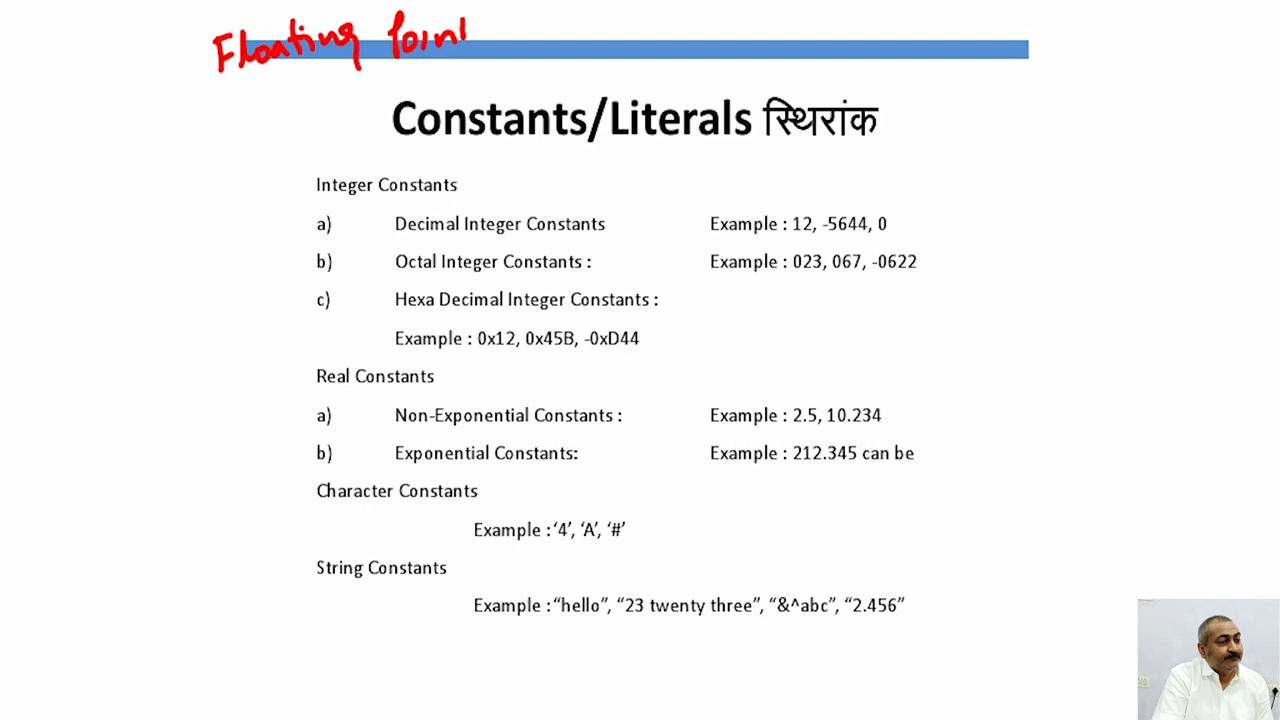 Floating Point
Constants/Literals स्थिरांक
Integer Constants
a) Decimal Integer Constants Example : 12, -5644, 0
b) Octal Integer Constants : Example : 023, 067, -0622
c) Hexa Decimal Integer Constants :
Example : 0x12, 0x45B, -0xD44
Real Constants
a) Non-Exponential Constants : Example : 2.5, 10.234
b) Exponential Constants: Example : 212.345 can be
Character Constants
Example : ‘4’, ‘A’, ‘#’
String Constants
Example : “hello”, “23 twenty three”, “&^abc”, “2.456”